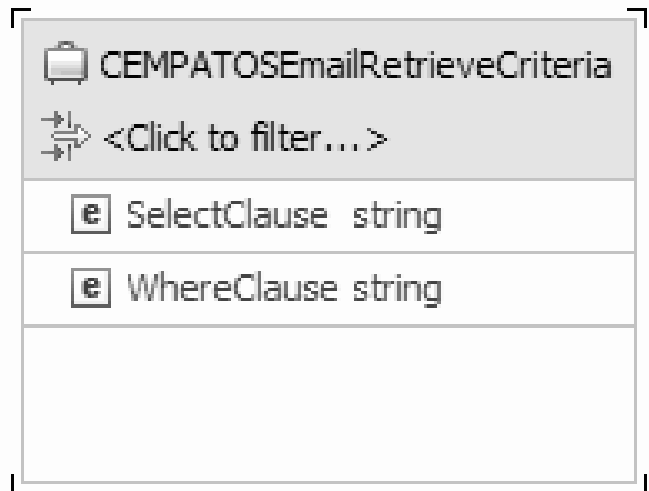 CEMPATOSEmailRetrieveCriteria
<Click to filter...>
e SelectClause string
e WhereClause string